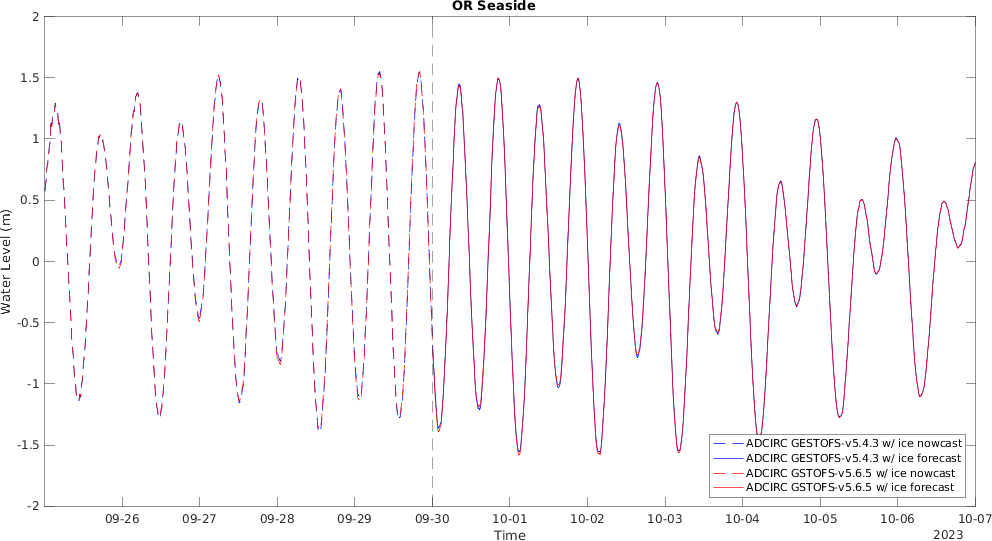 OR Seaside
2
1.5
1
0.5
0
-0.5
-1
-1.5
-2
Water Level (m)
09-26 09-27 09-28 09-29 09-30 10-01 10-02 10-03 10-04 10-05 10-06 10-07
Time
2023
ADCIRC GESTOFS-v5.4.3 w/ ice nowcast
ADCIRC GESTOFS-v5.4.3 w/ ice forecast
ADCIRC GSTOFS-v5.6.5 w/ ice nowcast
ADCIRC GSTOFS-v5.6.5 w/ ice forecast